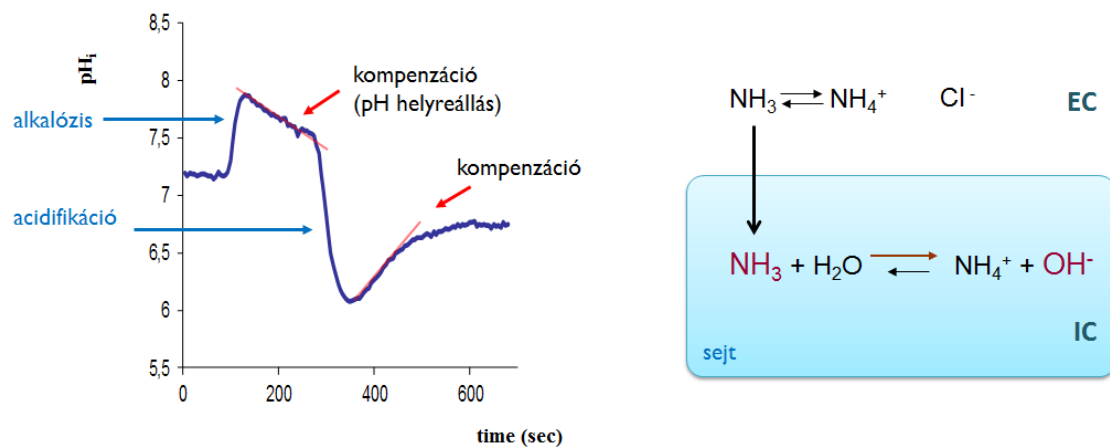 8,5
pHi
8
7,5
7
6,5
6
5,5
0
200
400
600
time (sec)
alkalózis
acidifikáció
kompenzáció
(pH helyreállás)
kompenzáció
NH₃ ⇌ NH₄⁺ Cl⁻ EC
NH₃ + H₂O ⇌ NH₄⁺ + OH⁻
IC
sejt